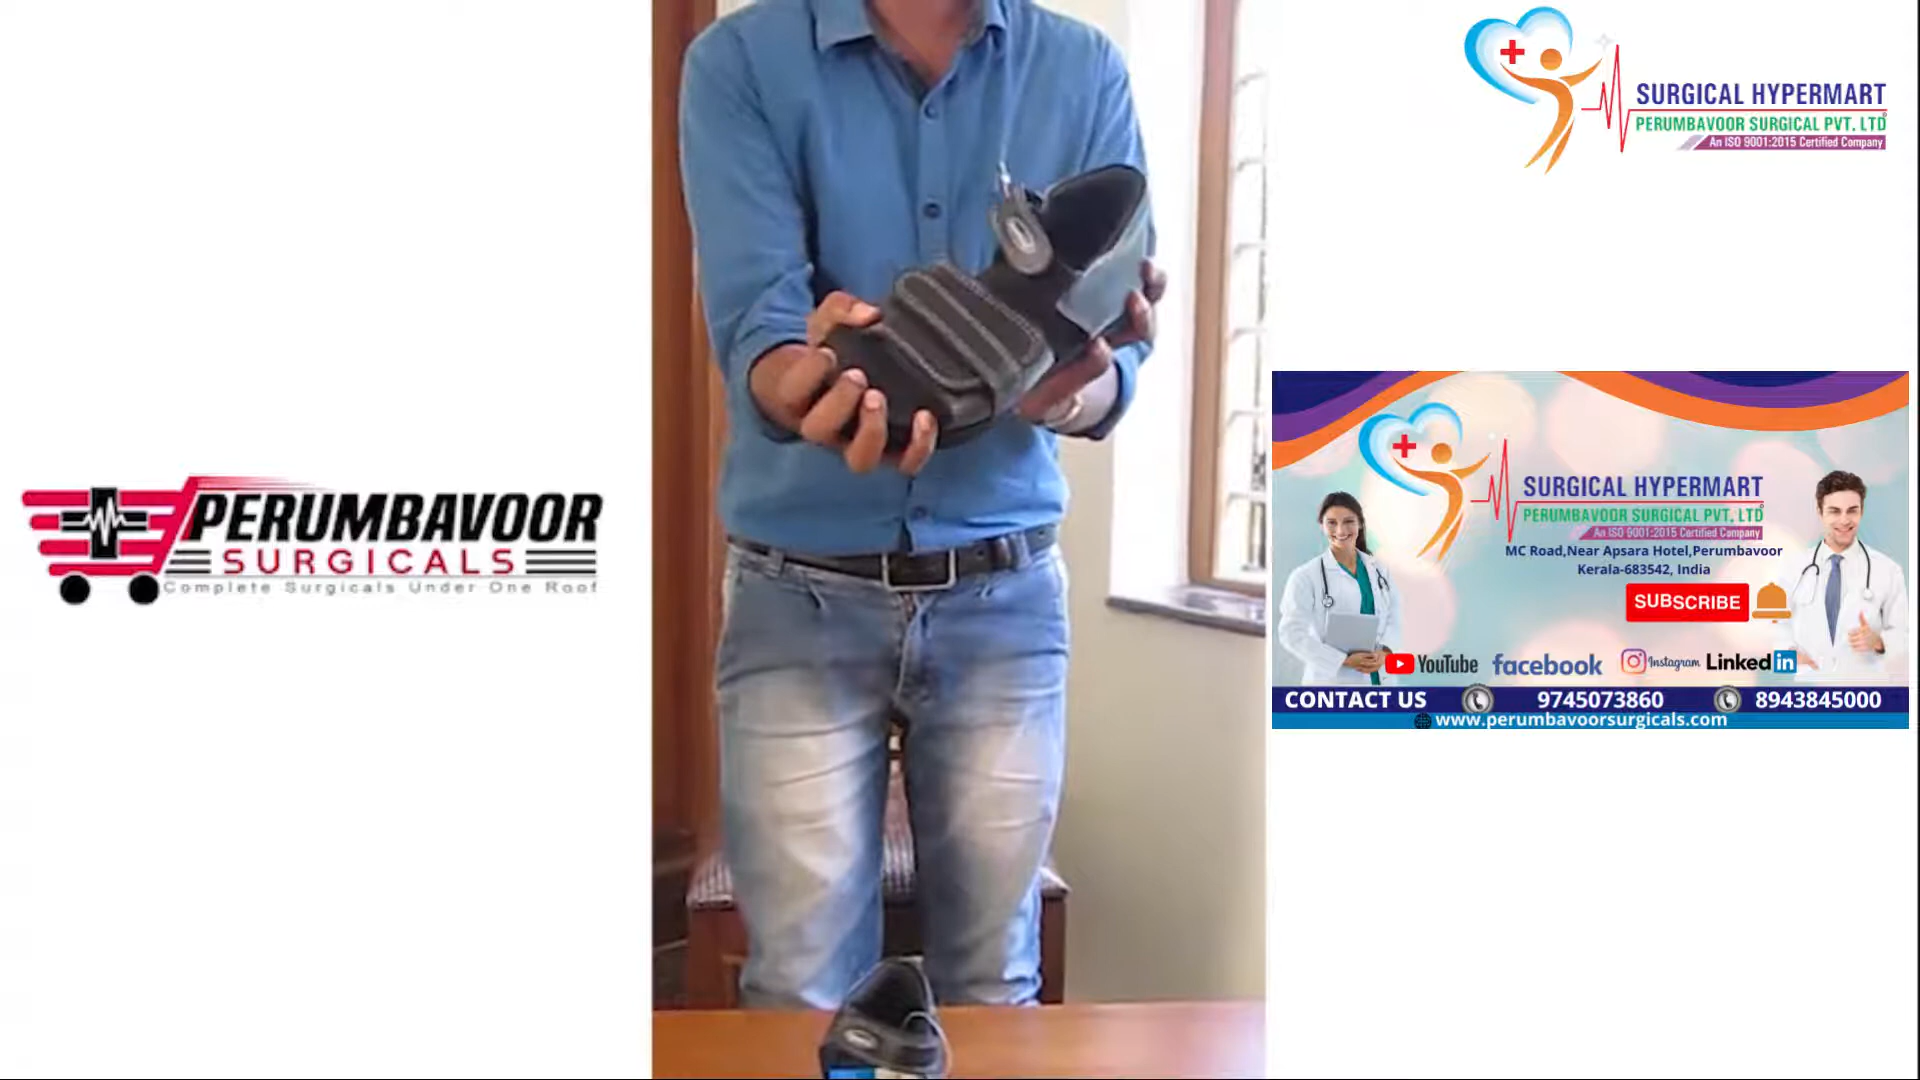 PERUMBAVOOR
SURGICALS
Complete Surgicals Under One Roof
SURGICAL HYPERMART
PERUMBAVOOR SURGICAL PVT. LTD
An ISO 9001:2015 Certified Company
SURGICAL HYPERMART
PERUMBAVOOR SURGICAL PVT. LTD
An ISO 9001:2015 Certified Company
MC Road,Near Apsara Hotel,Perumbavoor
Kerala-683542, India
SUBSCRIBE
YouTube facebook Instagram Linked in
CONTACT US 9745073860 8943845000
www.perumbavoorsurgicals.com